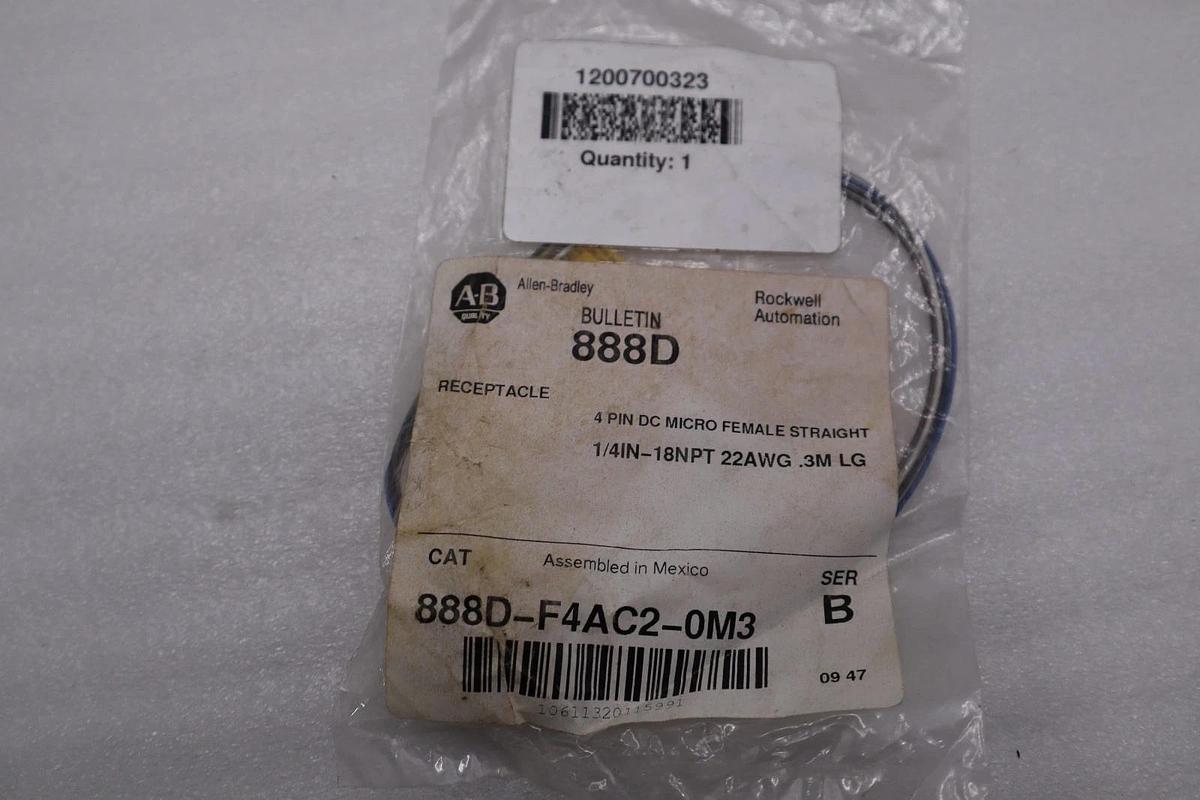 1200700323
Quantity: 1
A-B
QUALITY
Allen-Bradley
Rockwell
Automation
BULLETIN
888D
RECEPTACLE
4 PIN DC MICRO FEMALE STRAIGHT
1/4IN-18NPT 22AWG .3M LG
CAT
Assembled in Mexico
SER
888D-F4AC2-0M3
B
09 47
10611320115991